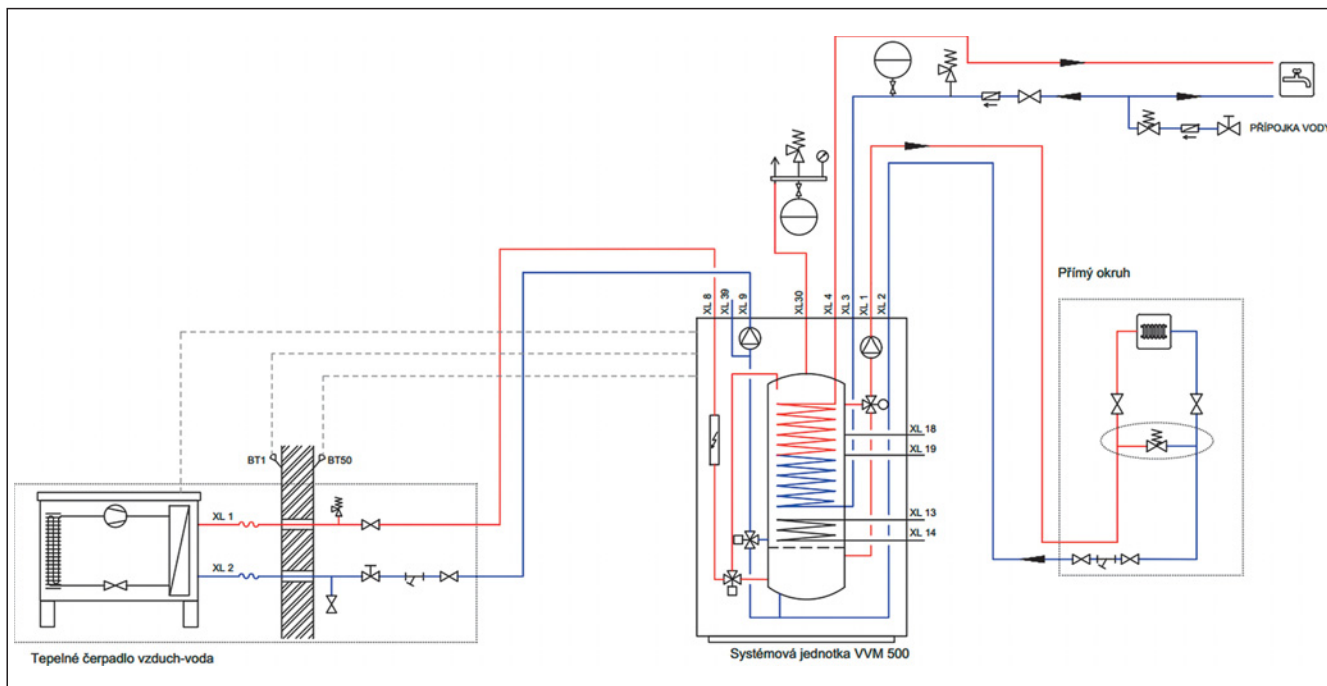 PŘÍPOJKA VODY
Přímý okruh
XL 8
XL 39
XL 9
XL30
XL 4
XL 3
XL 1
XL 2
XL 18
XL 19
XL 13
XL 14
BT1
BT50
XL 1
XL 2
Tepelné čerpadlo vzduch-voda
Systémová jednotka VVM 500